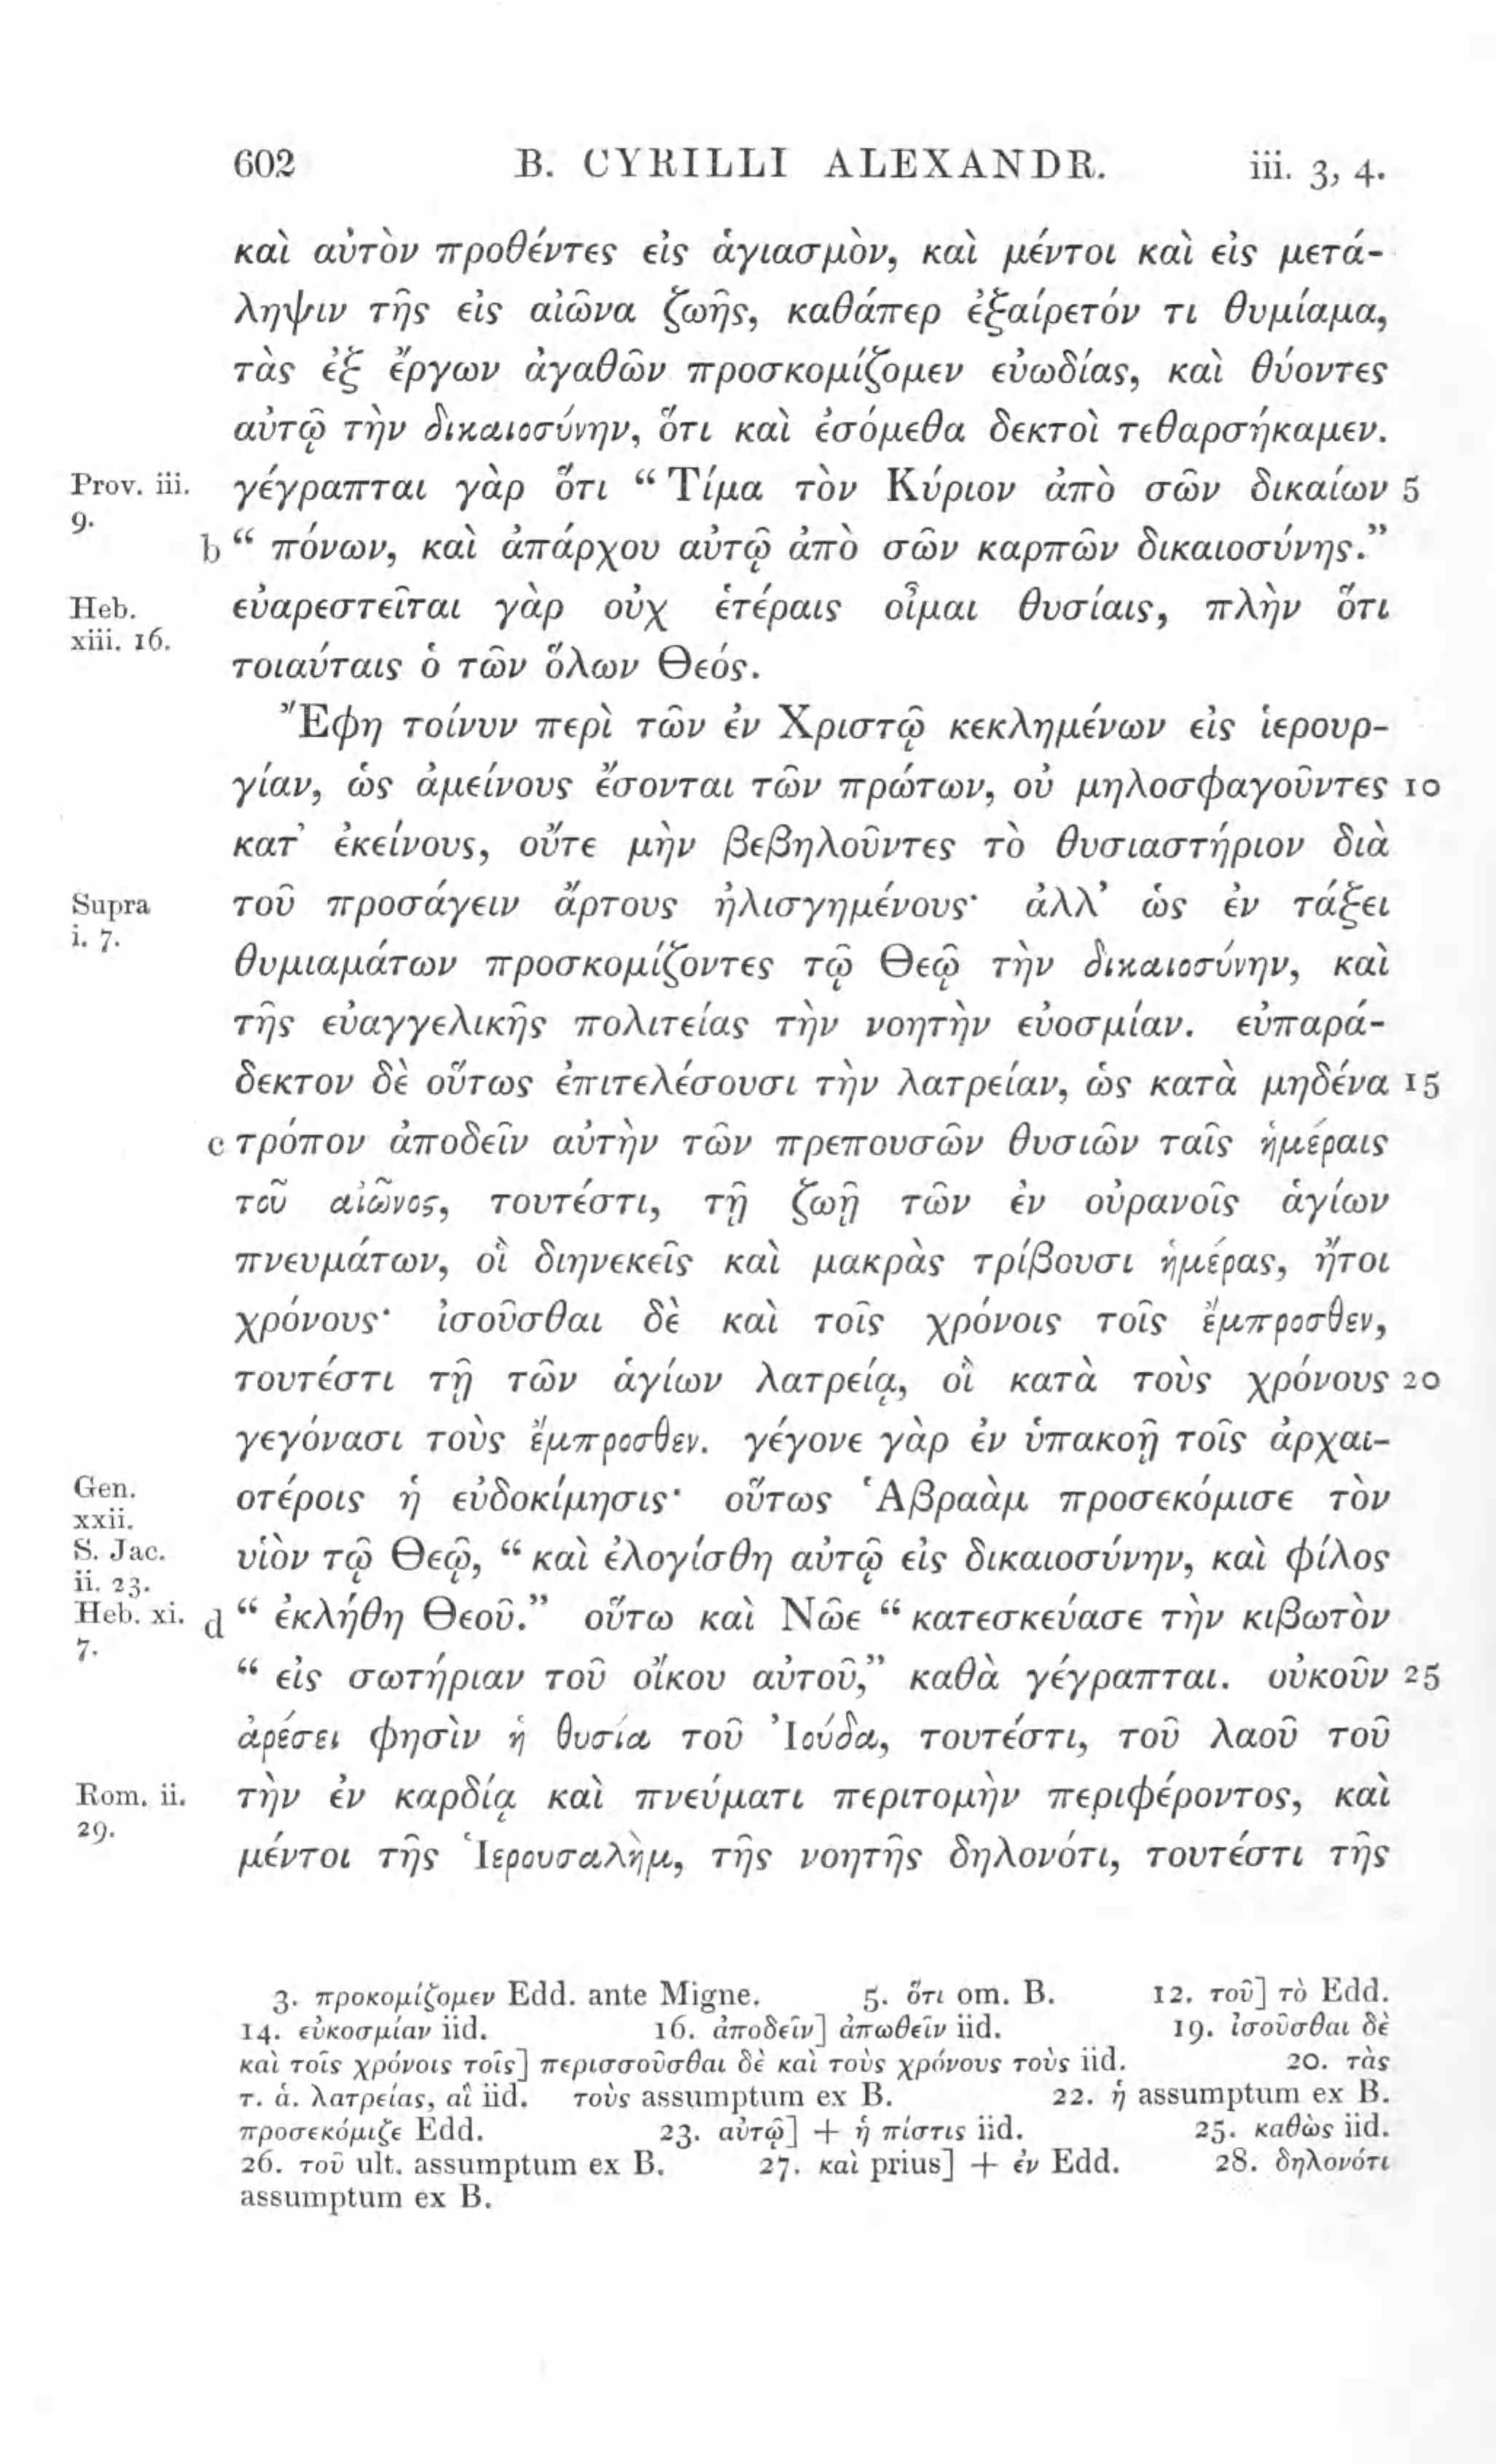 602 B. CYRILLI ALEXANDR. iii. 3, 4.
καὶ αὐτὸν προθέντες εἰς ἁγιασμὸν, καὶ μέντοι καὶ εἰς μετά-
ληψιν τῆς εἰς αἰῶνα ζωῆς, καθάπερ ἐξαίρετόν τι θυμίαμα,
τὰς ἐξ ἔργων ἀγαθῶν προσκομίζομεν εὐωδίας, καὶ θύοντες
αὐτῷ τὴν δικαιοσύνην, ὅτι καὶ ἐσόμεθα δεκτοὶ τεθαρσήκαμεν.
Prov. iii. γέγραπται γὰρ ὅτι “ Τίμα τὸν Κύριον ἀπὸ σῶν δικαίων 5
9.
b “ πόνων, καὶ ἀπάρχου αὐτῷ ἀπὸ σῶν καρπῶν δικαιοσύνης.”
Heb. εὐαρεστεῖται γὰρ οὐχ ἑτέραις οἶμαι θυσίαις, πλὴν ὅτι
xiii. 16.
τοιαύταις ὁ τῶν ὅλων Θεός.
Ἔφη τοίνυν περὶ τῶν ἐν Χριστῷ κεκλημένων εἰς ἱερουρ-
γίαν, ὡς ἀμείνους ἔσονται τῶν πρώτων, οὐ μηλοσφαγοῦντες 10
κατ’ ἐκείνους, οὔτε μὴν βεβηλοῦντες τὸ θυσιαστήριον διὰ
Supra τοῦ προσάγειν ἄρτους ἠλισγημένους· ἀλλ’ ὡς ἐν τάξει
i. 7.
θυμιαμάτων προσκομίζοντες τῷ Θεῷ τὴν δικαιοσύνην, καὶ
τῆς εὐαγγελικῆς πολιτείας τὴν νοητὴν εὐοσμίαν. εὐπαρά-
δεκτον δὲ οὕτως ἐπιτελέσουσι τὴν λατρείαν, ὡς κατὰ μηδένα 15
c τρόπον ἀποδεῖν αὐτὴν τῶν πρεπουσῶν θυσιῶν ταῖς ἡμέραις
τοῦ αἰῶνος, τουτέστι, τῇ ζωῇ τῶν ἐν οὐρανοῖς ἁγίων
πνευμάτων, οἳ διηνεκεῖς καὶ μακρὰς τρίβουσι ἡμέρας, ἤτοι
χρόνους· ἰσοῦσθαι δὲ καὶ τοῖς χρόνοις τοῖς ἔμπροσθεν,
τουτέστι τῇ τῶν ἁγίων λατρείᾳ, οἳ κατὰ τοὺς χρόνους 20
γεγόνασι τοὺς ἔμπροσθεν. γέγονε γὰρ ἐν ὑπακοῇ τοῖς ἀρχαι-
Gen.
xxii.
οτέροις ἡ εὐδοκίμησις· οὕτως Ἁβραὰμ προσεκόμισε τὸν
S. Jac.
ii. 23.
υἱὸν τῷ Θεῷ, “ καὶ ἐλογίσθη αὐτῷ εἰς δικαιοσύνην, καὶ φίλος
Heb. xi.
7.
d “ ἐκλήθη Θεοῦ.” οὕτω καὶ Νῶε “ κατεσκεύασε τὴν κιβωτὸν
“ εἰς σωτήριαν τοῦ οἴκου αὐτοῦ,” καθὰ γέγραπται. οὐκοῦν 25
ἀρέσει φησὶν ἡ θυσία τοῦ Ἰούδα, τουτέστι, τοῦ λαοῦ τοῦ
Rom. ii. τὴν ἐν καρδίᾳ καὶ πνεύματι περιτομὴν περιφέροντος, καὶ
29.
μέντοι τῆς Ἱερουσαλὴμ, τῆς νοητῆς δηλονότι, τουτέστι τῆς
3. προκομίζομεν Edd. ante Migne. 5. ὅτι om. B. 12. τοῦ] τὸ Edd.
14. εὐκοσμίαν iid. 16. ἀποδεῖν] ἀπωθεῖν iid. 19. ἰσοῦσθαι δὲ
καὶ τοῖς χρόνοις τοῖς] περισσοῦσθαι δὲ καὶ τοὺς χρόνους τοὺς iid. 20. τὰς
τ. ἁ. λατρείας, αἳ iid. τοὺς assumptum ex B. 22. ἡ assumptum ex B.
προσεκόμιζε Edd. 23. αὐτῷ] + ἡ πίστις iid. 25. καθὼς iid.
26. τοῦ ult. assumptum ex B. 27. καὶ prius] + ἐν Edd. 28. δηλονότι
assumptum ex B.